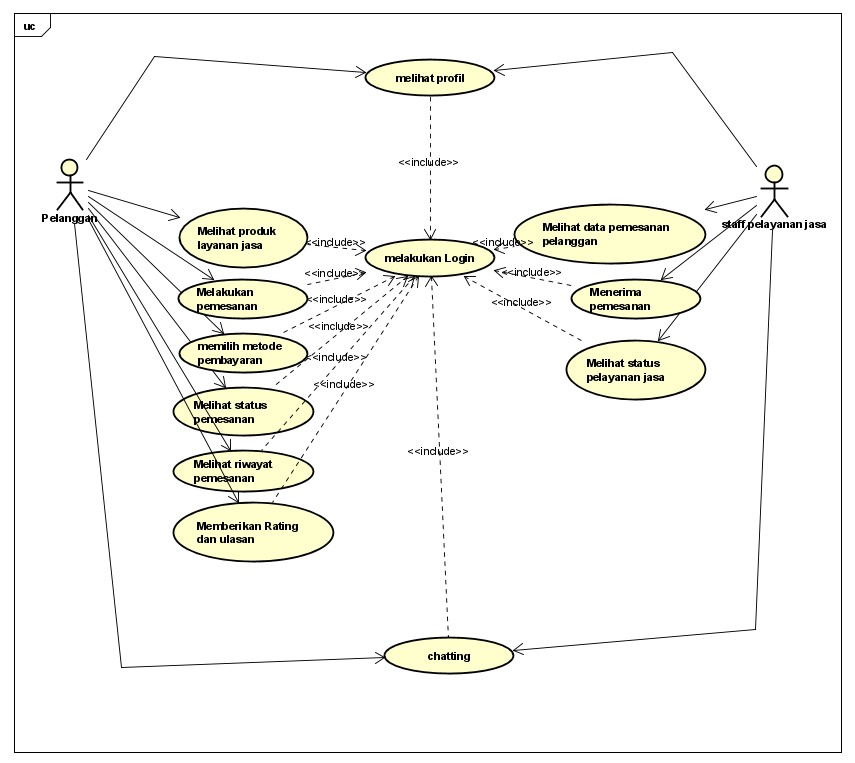 uc
melihat profil
<<include>>
Pelanggan
staff pelayanan jasa
Melihat produk
layanan jasa
<<include>>
melakukan Login
<<include>>
Melihat data pemesanan
pelanggan
Melakukan
pemesanan
<<include>>
<<include>>
Menerima
pemesanan
<<include>>
<<include>>
memilih metode
pembayaran
<<include>>
<<include>>
Melihat status
pelayanan jasa
Melihat status
pemesanan
<<include>>
Melihat riwayat
pemesanan
<<include>>
Memberikan Rating
dan ulasan
chatting